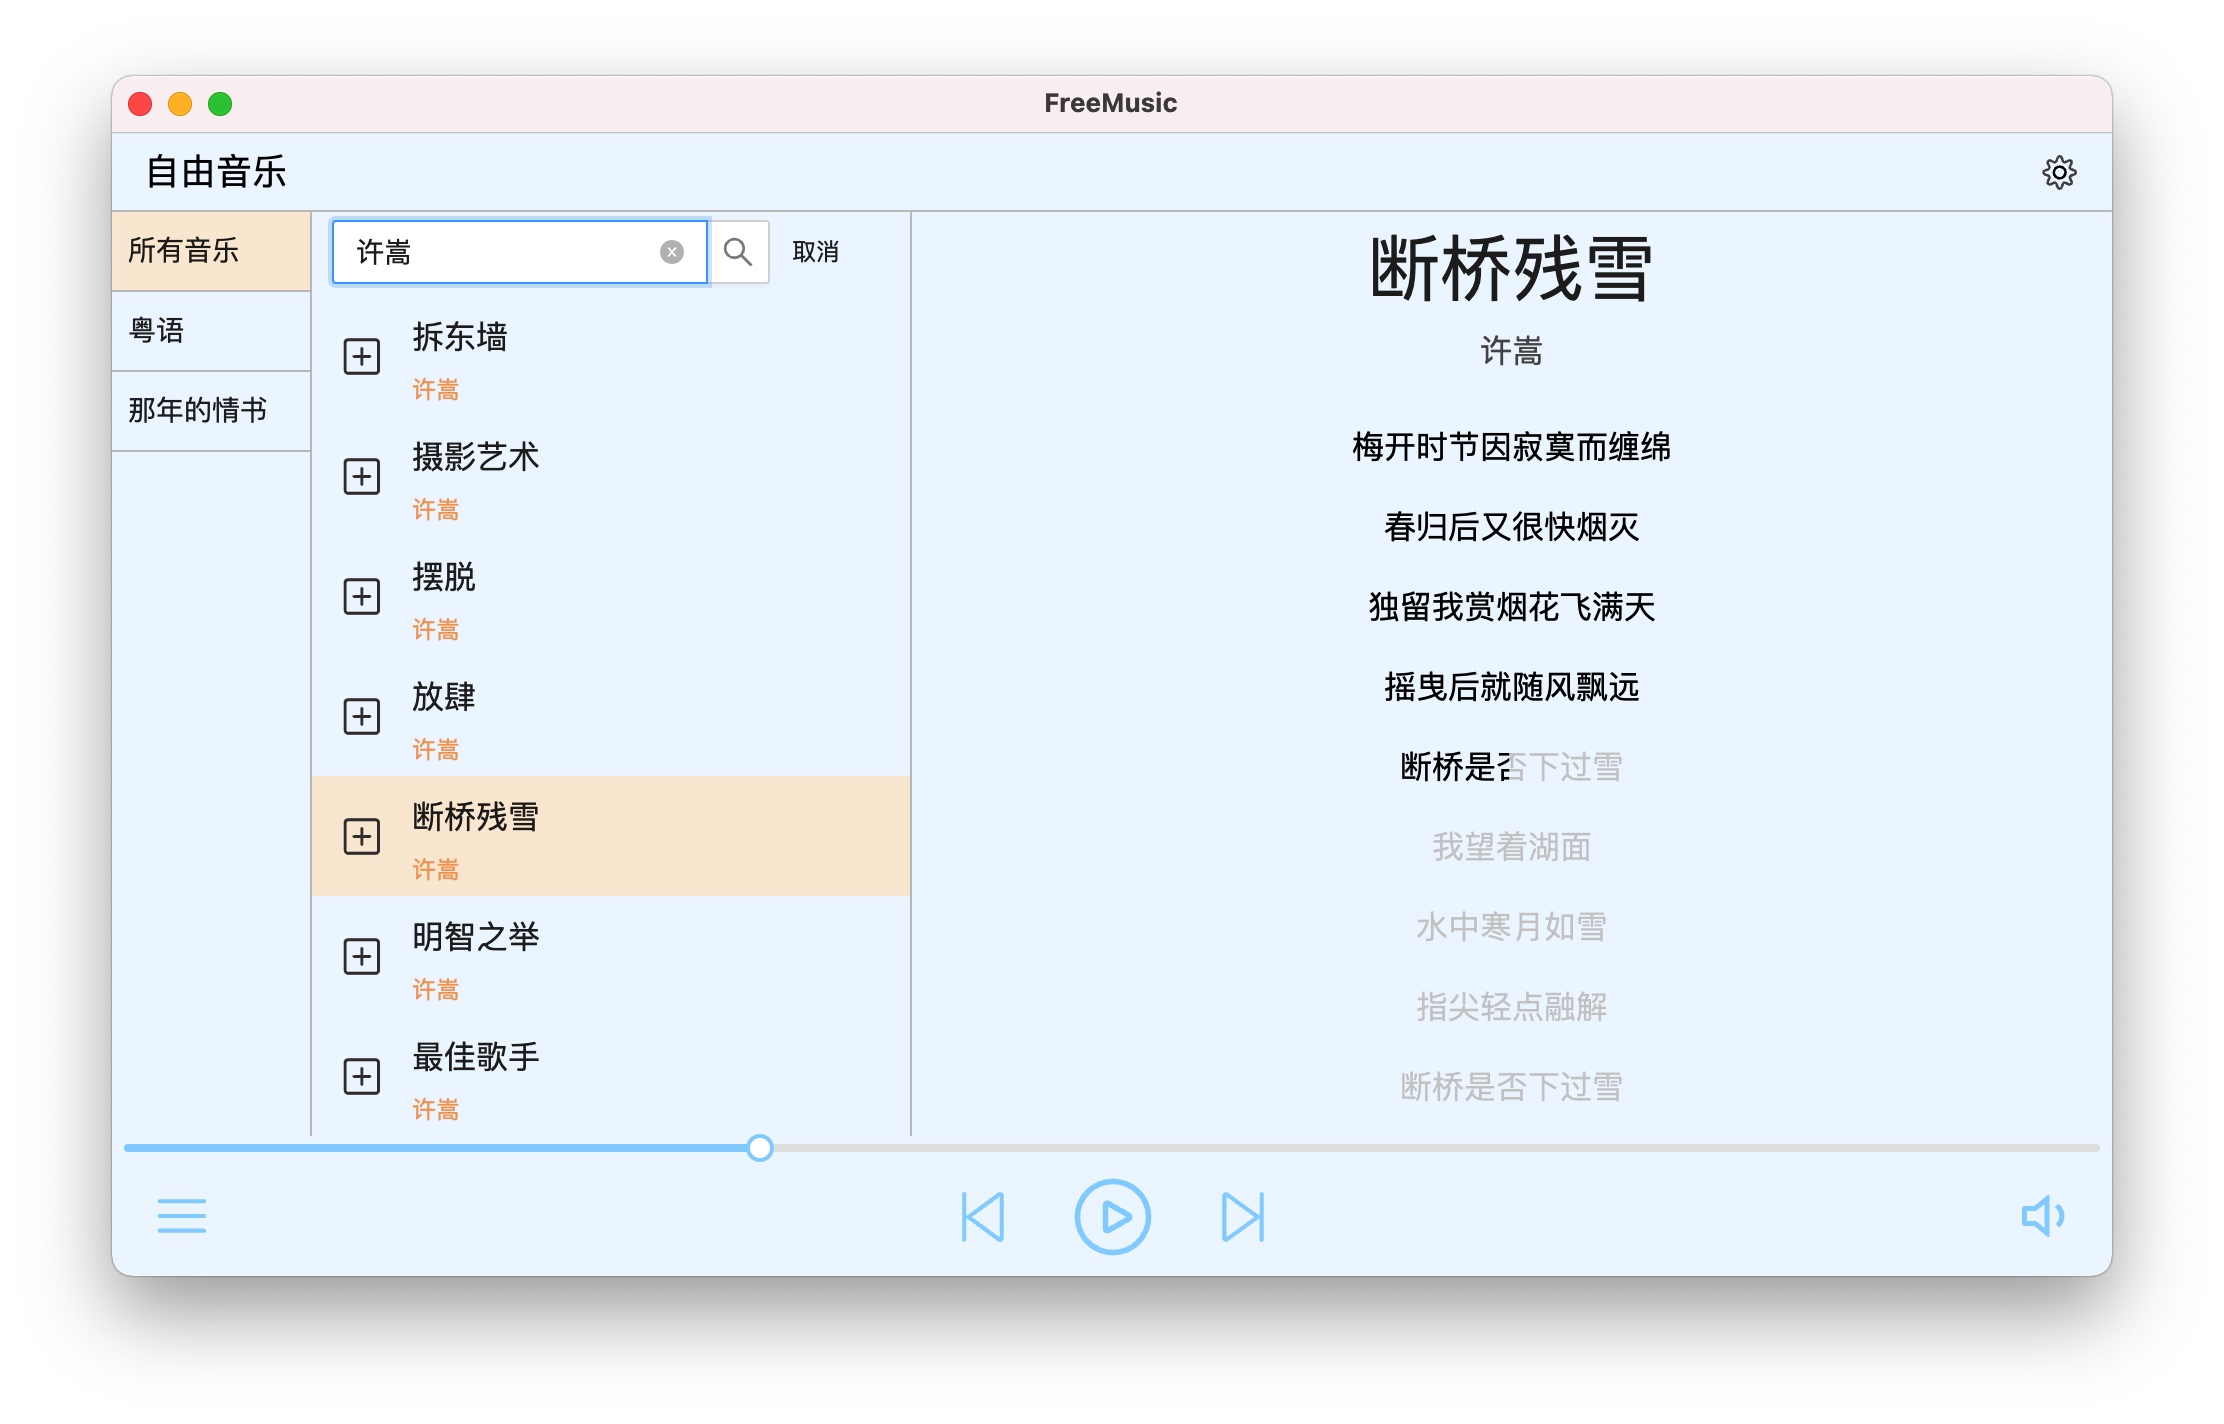 FreeMusic
自由音乐
所有音乐
粤语
那年的情书
许嵩
取消
拆东墙
许嵩
摄影艺术
许嵩
摆脱
许嵩
放肆
许嵩
断桥残雪
许嵩
明智之举
许嵩
最佳歌手
许嵩
断桥残雪
许嵩
梅开时节因寂寞而缠绵
春归后又很快烟灭
独留我赏烟花飞满天
摇曳后就随风飘远
断桥是否下过雪
我望着湖面
水中寒月如雪
指尖轻点融解
断桥是否下过雪